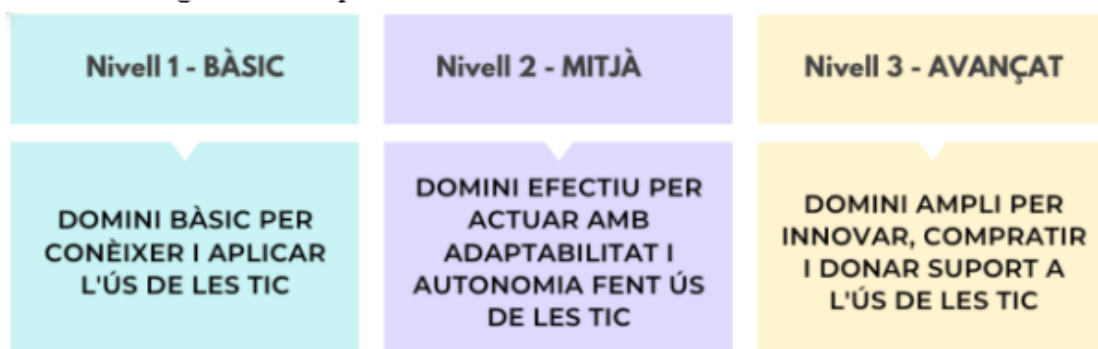 Nivell 1 - BÀSIC
Nivell 2 - MITJÀ
Nivell 3 - AVANÇAT
DOMINI BÀSIC PER
CONÈIXER I APLICAR
L'ÚS DE LES TIC
DOMINI EFECTIU PER
ACTUAR AMB
ADAPTABILITAT I
AUTONOMIA FENT ÚS
DE LES TIC
DOMINI AMPLI PER
INNOVAR, COMPRATIR
I DONAR SUPORT A
L'ÚS DE LES TIC